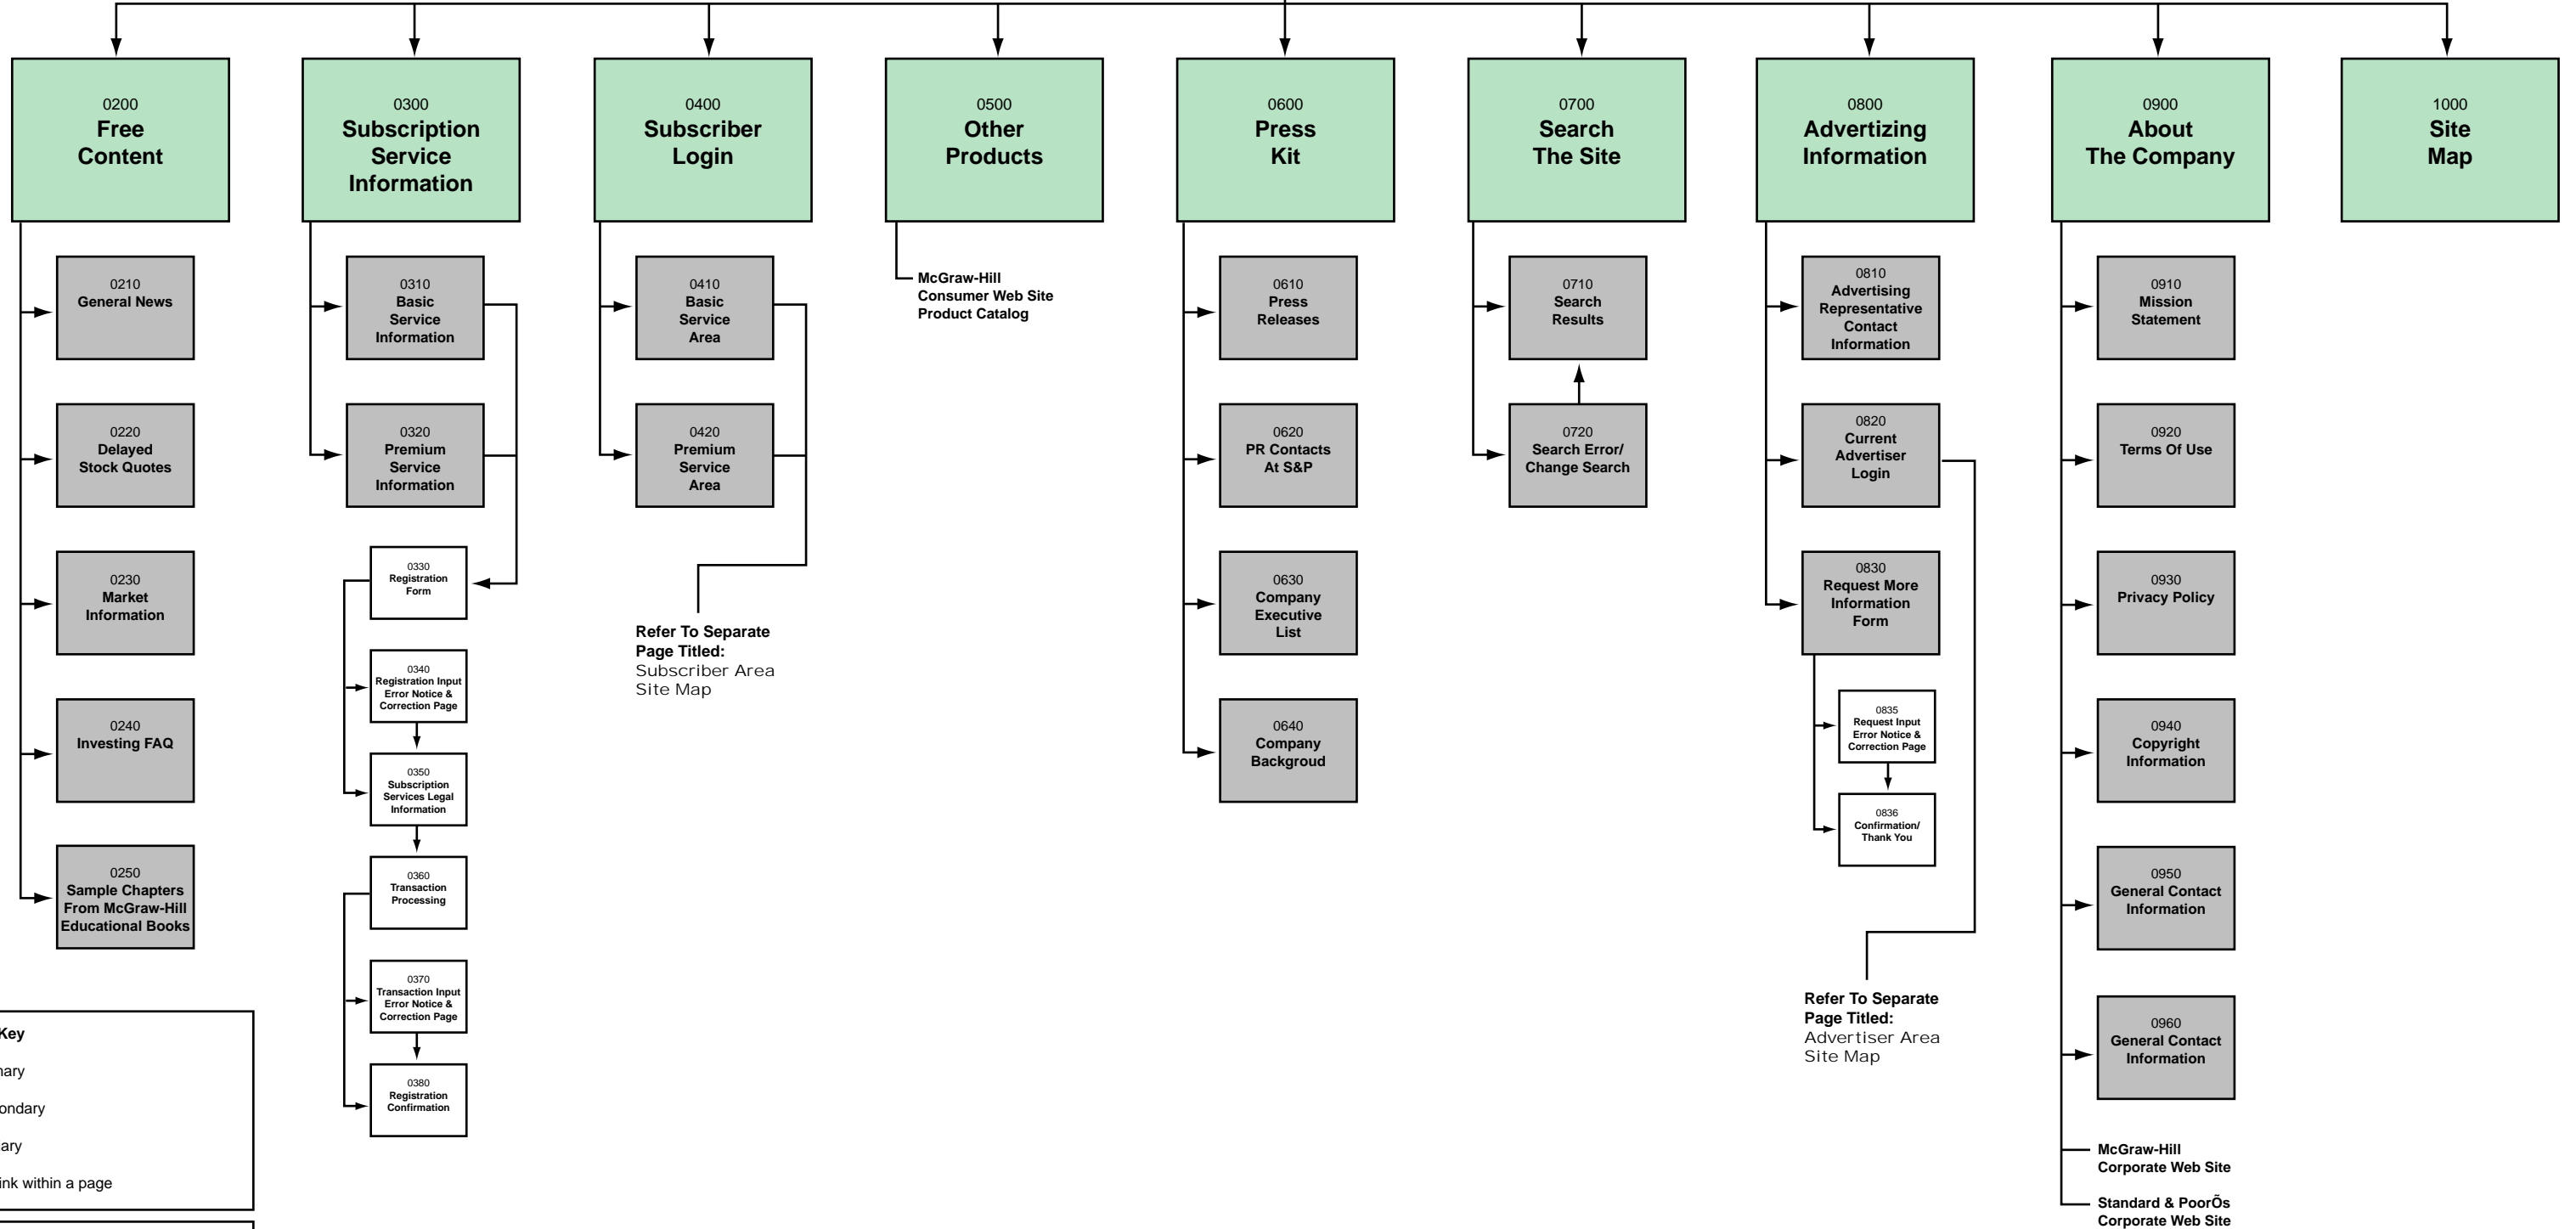 0200
Free
Content
0210
General News
0220
Delayed
Stock Quotes
0230
Market
Information
0240
Investing FAQ
0250
Sample Chapters
From McGraw-Hill
Educational Books
0300
Subscription
Service
Information
0310
Basic
Service
Information
0320
Premium
Service
Information
0330
Registration
Form
0340
Registration Input
Error Notice &
Correction Page
0350
Subscription
Services Legal
Information
0360
Transaction
Processing
0370
Transaction Input
Error Notice &
Correction Page
0380
Registration
Confirmation
0400
Subscriber
Login
0410
Basic
Service
Area
0420
Premium
Service
Area
Refer To Separate
Page Titled:
Subscriber Area
Site Map
0500
Other
Products
McGraw-Hill
Consumer Web Site
Product Catalog
0600
Press
Kit
0610
Press
Releases
0620
PR Contacts
At S&P
0630
Company
Executive
List
0640
Company
Backgroud
0700
Search
The Site
0710
Search
Results
0720
Search Error/
Change Search
0800
Advertizing
Information
0810
Advertising
Representative
Contact
Information
0820
Current
Advertiser
Login
0830
Request More
Information
Form
0835
Request Input
Error Notice &
Correction Page
0836
Confirmation/
Thank You
Refer To Separate
Page Titled:
Advertiser Area
Site Map
0900
About
The Company
0910
Mission
Statement
0920
Terms Of Use
0930
Privacy Policy
0940
Copyright
Information
0950
General Contact
Information
0960
General Contact
Information
McGraw-Hill
Corporate Web Site
Standard & PoorÕs
Corporate Web Site
1000
Site
Map
Key
nary
ondary
iary
ink within a page